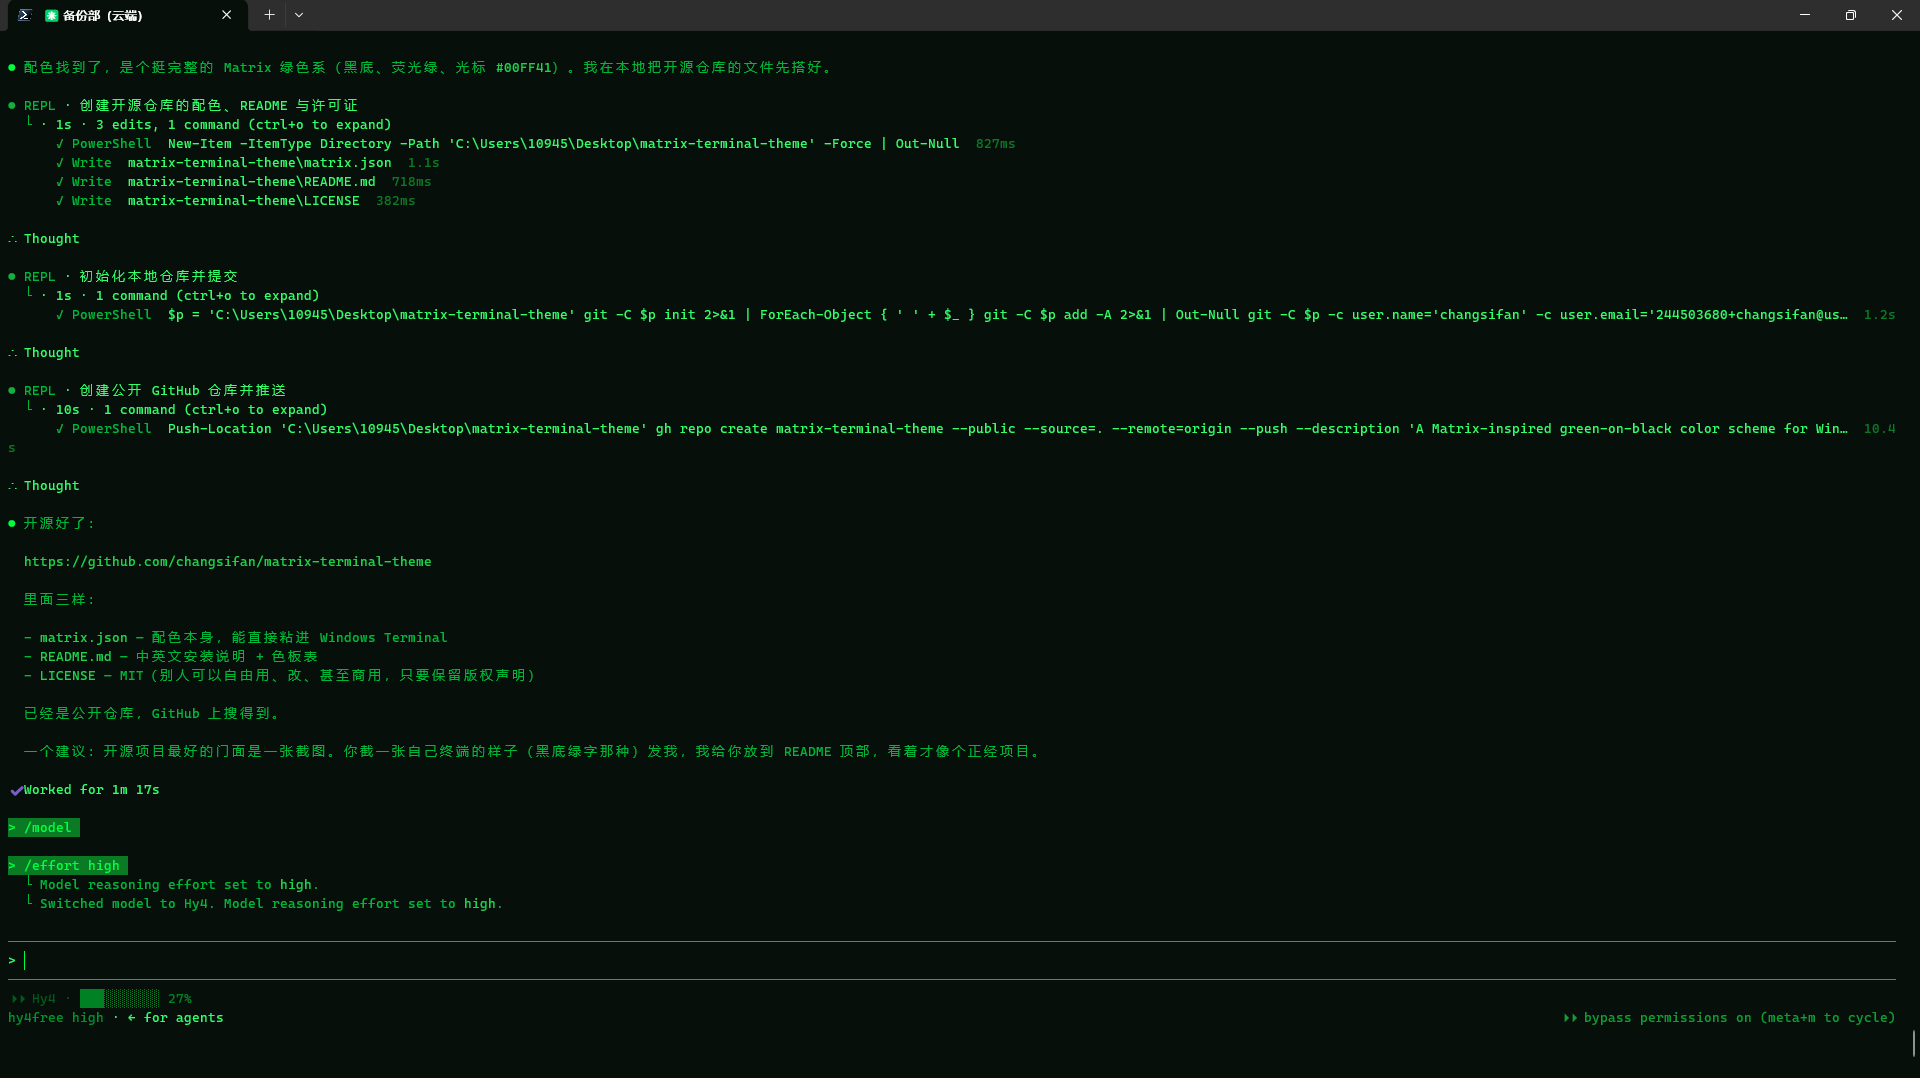 备份部（云端）
● 配色找到了，是个挺完整的 Matrix 绿色系（黑底、荧光绿、光标 #00FF41）。我在本地把开源仓库的文件先搭好。
● REPL · 创建开源仓库的配色、README 与许可证
└ · 1s · 3 edits, 1 command (ctrl+o to expand)
√ PowerShell  New-Item -ItemType Directory -Path 'C:\Users\10945\Desktop\matrix-terminal-theme' -Force | Out-Null  827ms
√ Write  matrix-terminal-theme\matrix.json  1.1s
√ Write  matrix-terminal-theme\README.md  718ms
√ Write  matrix-terminal-theme\LICENSE  382ms
∴ Thought
● REPL · 初始化本地仓库并提交
└ · 1s · 1 command (ctrl+o to expand)
√ PowerShell  $p = 'C:\Users\10945\Desktop\matrix-terminal-theme' git -C $p init 2>&1 | ForEach-Object { ' ' + $_ } git -C $p add -A 2>&1 | Out-Null git -C $p -c user.name='changsifan' -c user.email='244503680+changsifan@us…  1.2s
∴ Thought
● REPL · 创建公开 GitHub 仓库并推送
└ · 10s · 1 command (ctrl+o to expand)
√ PowerShell  Push-Location 'C:\Users\10945\Desktop\matrix-terminal-theme' gh repo create matrix-terminal-theme --public --source=. --remote=origin --push --description 'A Matrix-inspired green-on-black color scheme for Win…  10.4
s
∴ Thought
● 开源好了：
https://github.com/changsifan/matrix-terminal-theme
里面三样：
- matrix.json — 配色本身，能直接粘进 Windows Terminal
- README.md — 中英文安装说明 + 色板表
- LICENSE — MIT（别人可以自由用、改、甚至商用，只要保留版权声明）
已经是公开仓库，GitHub 上搜得到。
一个建议：开源项目最好的门面是一张截图。你截一张自己终端的样子（黑底绿字那种）发我，我给你放到 README 顶部，看着才像个正经项目。
✔Worked for 1m 17s
> /model
> /effort high
└ Model reasoning effort set to high.
└ Switched model to Hy4. Model reasoning effort set to high.
>
Hy4 · 27%
hy4free high · ← for agents
bypass permissions on (meta+m to cycle)